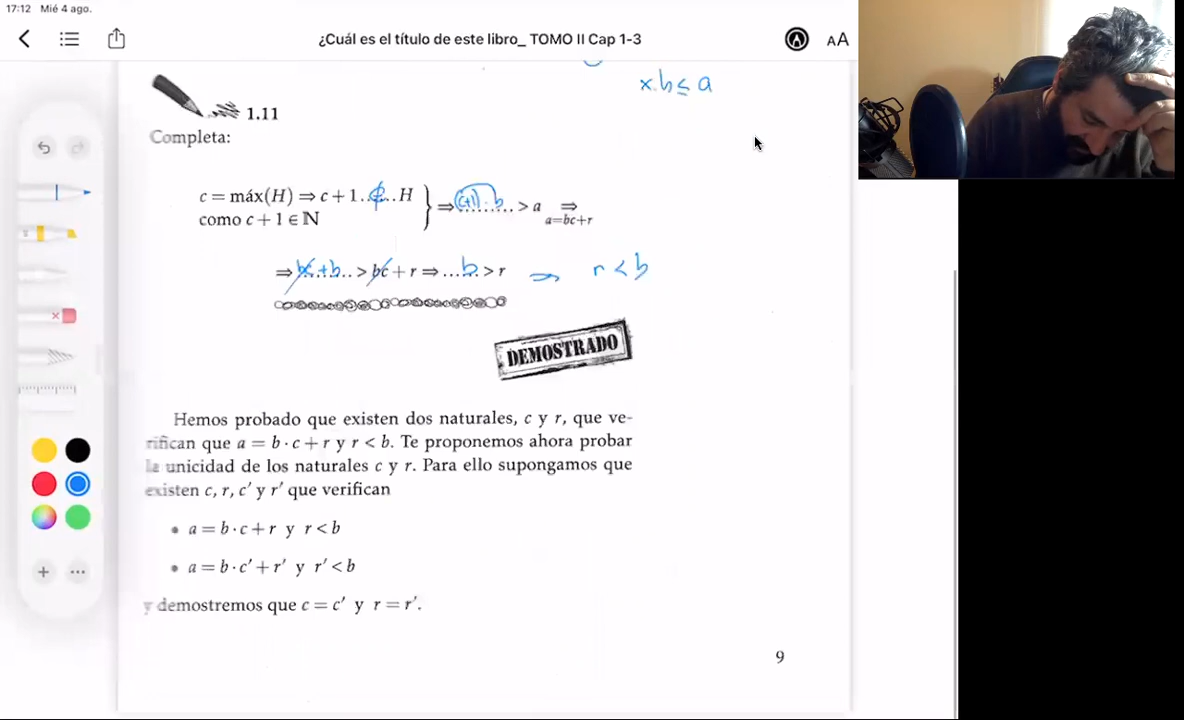 17:12 Mié 4 ago.
¿Cuál es el título de este libro_ TOMO II Cap 1-3
AA
x.b ≤ a
1.11
Completa:
c = máx(H) ⇒ c + 1..∉..H
como c + 1 ∈ ℕ
⇒ (c+1).b ......... > a ⇒
a=bc+r
⇒ bc+b ....... > bc + r ⇒ .....b. > r ⇒ r < b
DEMOSTRADO
Hemos probado que existen dos naturales, c y r, que ve-
rifican que a = b · c + r y r < b. Te proponemos ahora probar
la unicidad de los naturales c y r. Para ello supongamos que
existen c, r, c′ y r′ que verifican
• a = b · c + r y r < b
• a = b · c′ + r′ y r′ < b
y demostremos que c = c′ y r = r′.
9